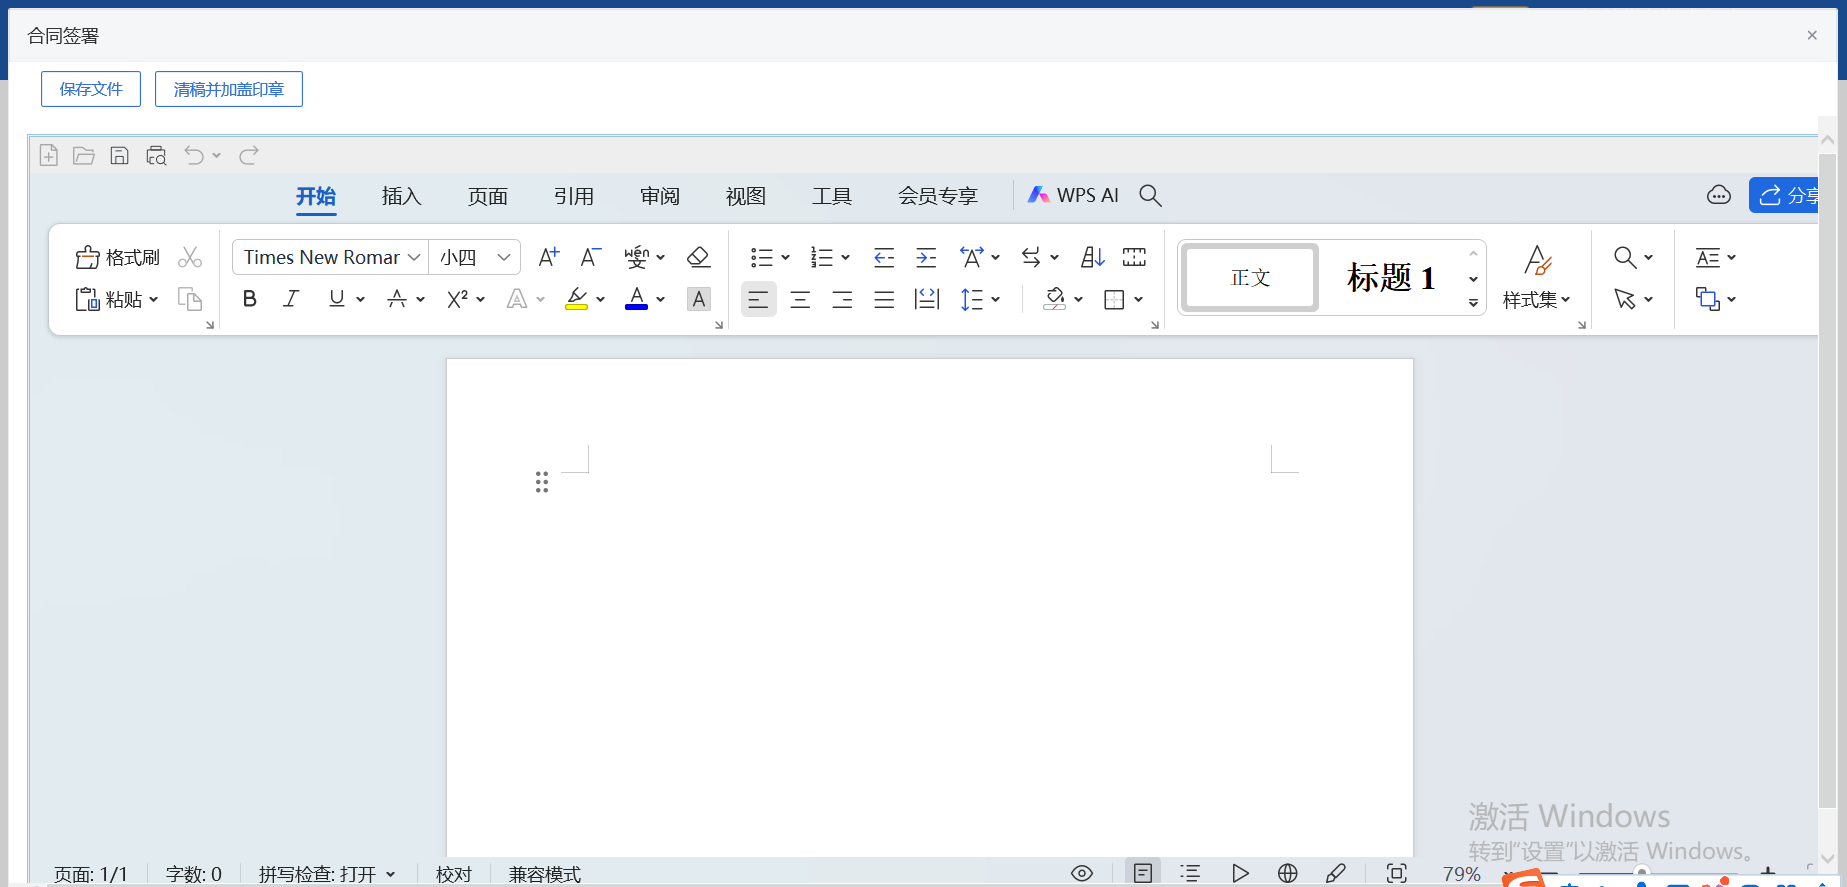 合同签署
保存文件 清稿并加盖印章
开始 插入 页面 引用 审阅 视图 工具 会员专享 WPS AI 分享
格式刷 Times New Romar 小四
粘贴
正文 标题 1 样式集
激活 Windows
转到“设置”以激活 Windows。
页面: 1/1 字数: 0 拼写检查: 打开 校对 兼容模式 79%